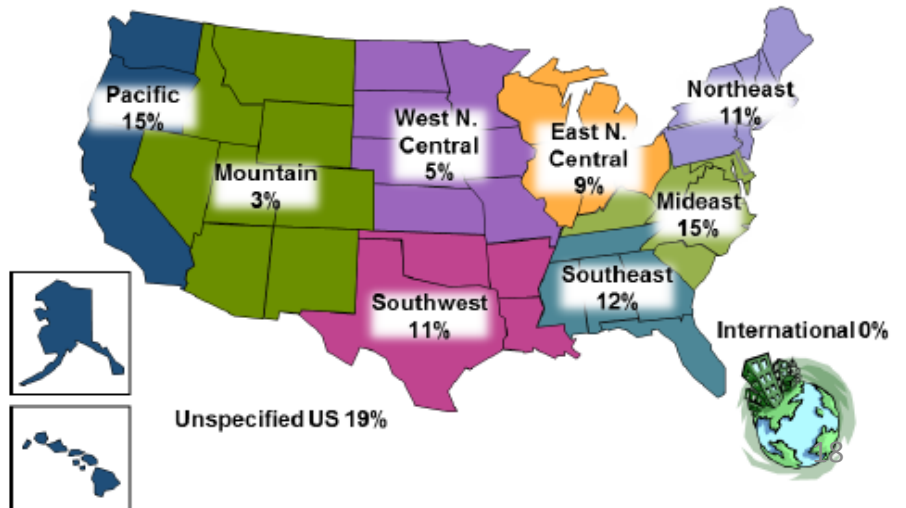 Pacific
15%
Mountain
3%
West N.
Central
5%
East N.
Central
9%
Northeast
11%
Mideast
15%
Southeast
12%
Southwest
11%
International 0%
Unspecified US 19%
18